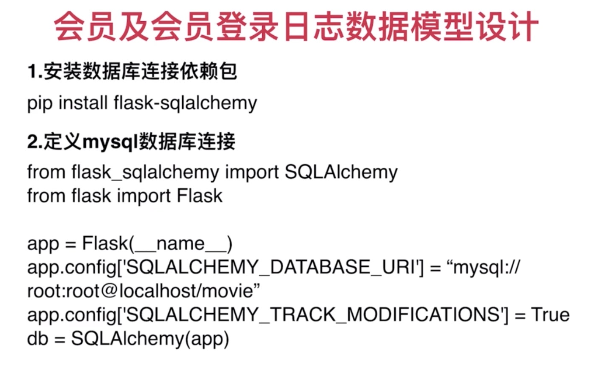 会员及会员登录日志数据模型设计
1.安装数据库连接依赖包
pip install flask-sqlalchemy
2.定义mysql数据库连接
from flask_sqlalchemy import SQLAlchemy
from flask import Flask
app = Flask(__name__)
app.config['SQLALCHEMY_DATABASE_URI'] = “mysql://
root:root@localhost/movie”
app.config['SQLALCHEMY_TRACK_MODIFICATIONS'] = True
db = SQLAlchemy(app)